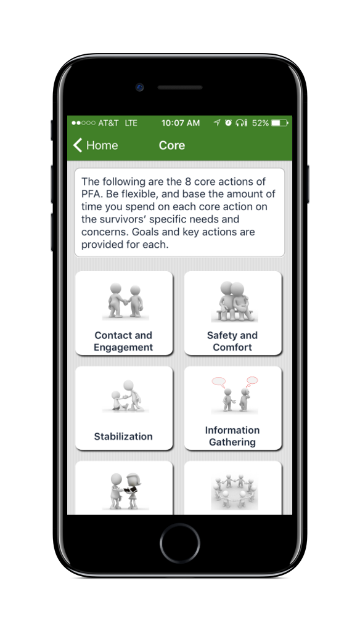 ●●○○○ AT&T LTE 10:07 AM 52%
Home Core
The following are the 8 core actions of
PFA. Be flexible, and base the amount of
time you spend on each core action on
the survivors' specific needs and
concerns. Goals and key actions are
provided for each.
Contact and
Engagement
Safety and
Comfort
Stabilization
Information
Gathering